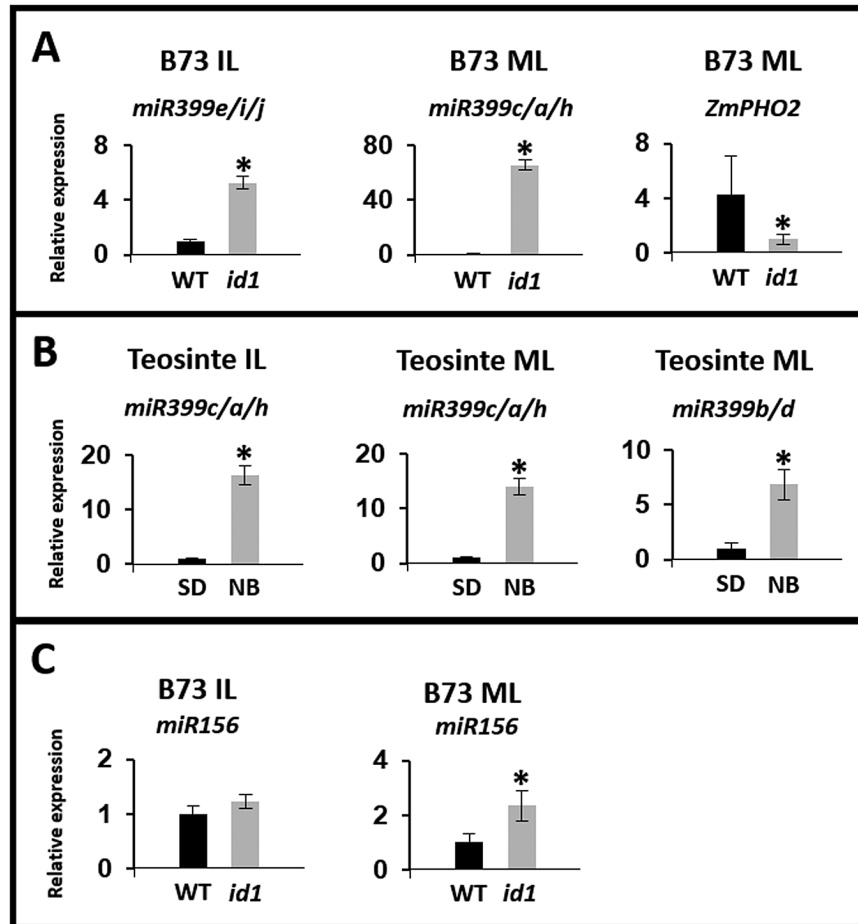 A
B73 IL
B73 ML
B73 ML
miR399e/i/j
miR399c/a/h
ZmPHO2
Relative expression
8
4
0
*
WT id1
80
40
0
*
WT id1
8
4
0
*
WT id1
B
Teosinte IL
Teosinte ML
Teosinte ML
miR399c/a/h
miR399c/a/h
miR399b/d
Relative expression
20
10
0
*
SD NB
20
10
0
*
SD NB
10
5
0
*
SD NB
C
B73 IL
B73 ML
miR156
miR156
Relative expression
2
1
0
WT id1
4
2
0
*
WT id1